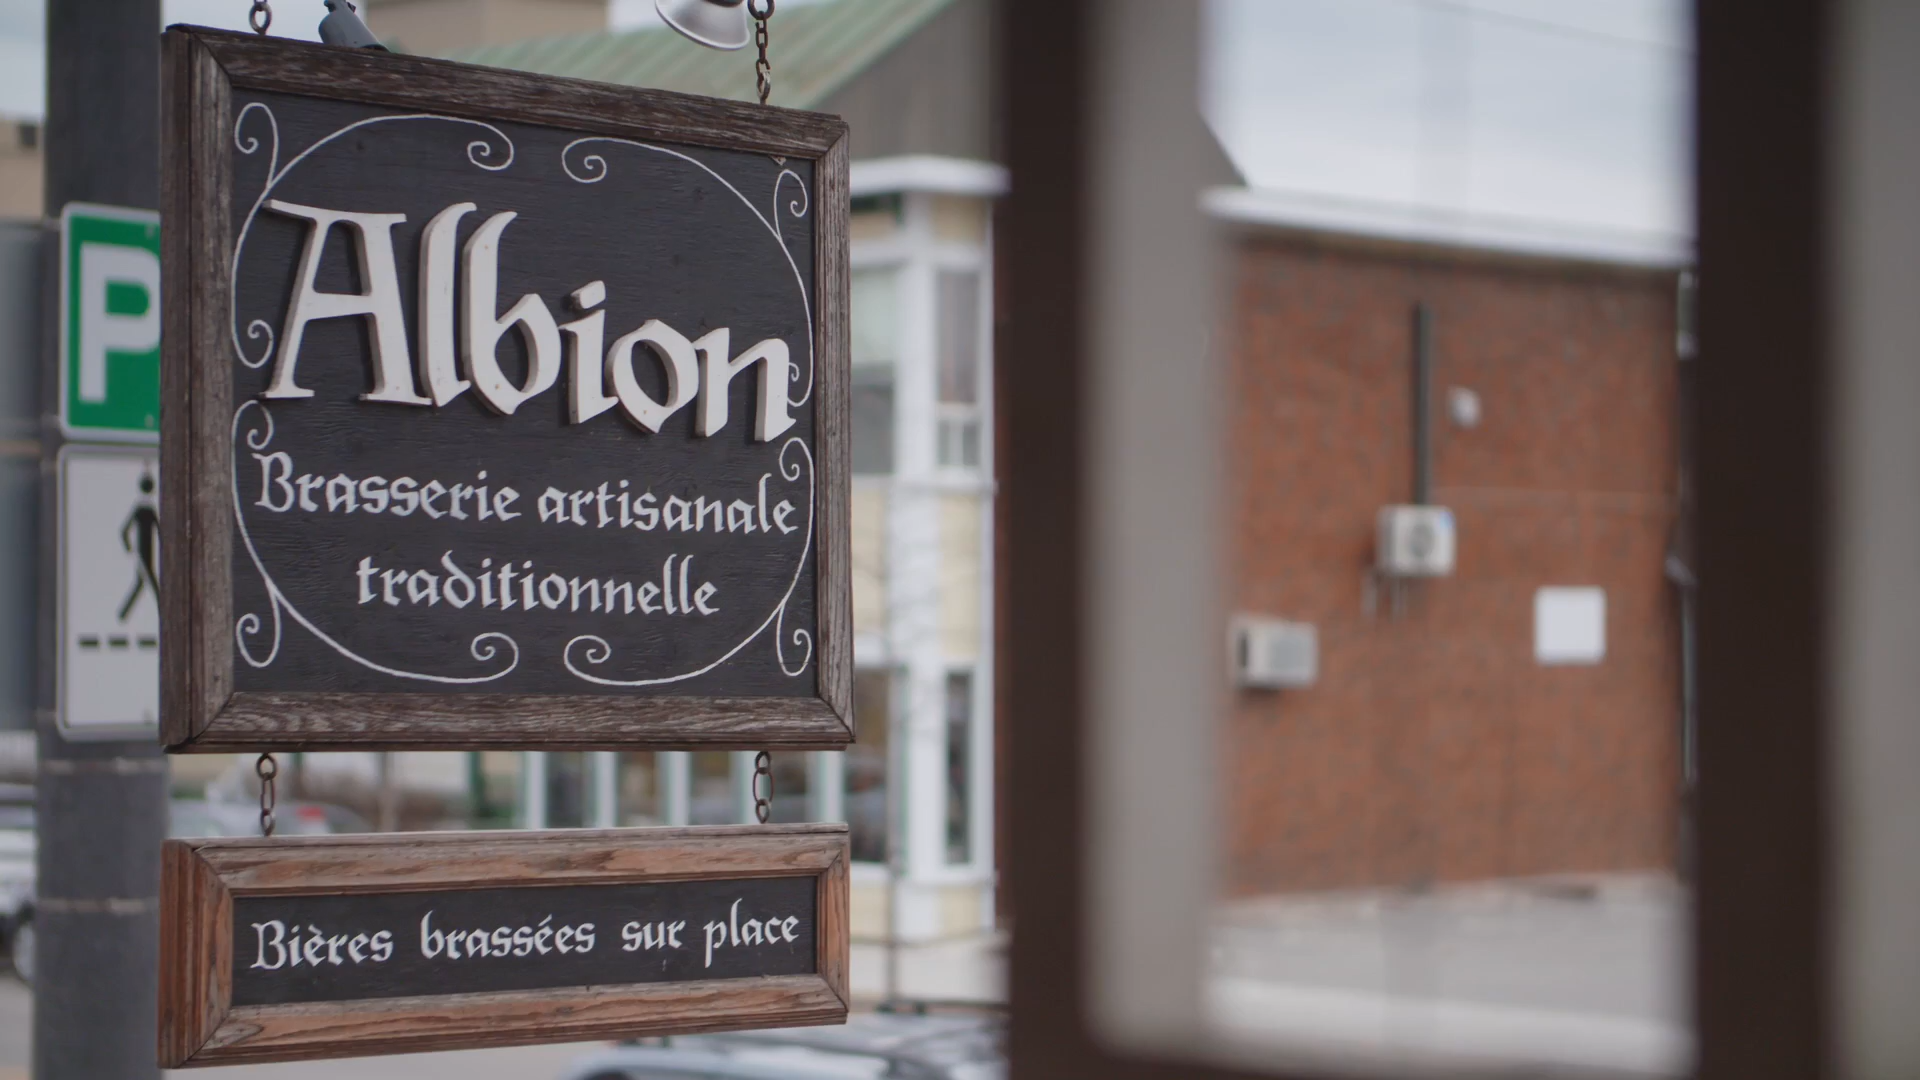 P
Albion
Brasserie artisanale
traditionnelle
Bières brassées sur place